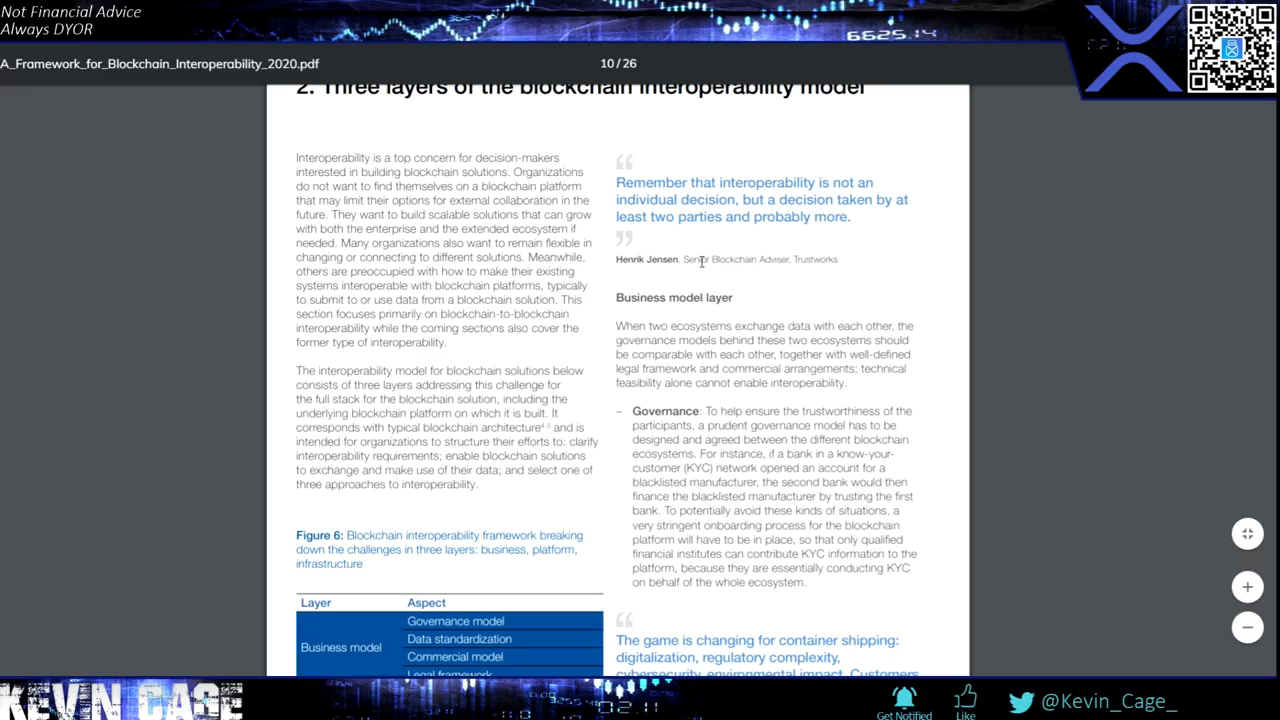 Not Financial Advice
Always DYOR
6625.14
A_Framework_for_Blockchain_Interoperability_2020.pdf
10 / 26
2. Three layers of the blockchain interoperability model
Interoperability is a top concern for decision-makers
interested in building blockchain solutions. Organizations
do not want to find themselves on a blockchain platform
that may limit their options for external collaboration in the
future. They want to build scalable solutions that can grow
with both the enterprise and the extended ecosystem if
needed. Many organizations also want to remain flexible in
changing or connecting to different solutions. Meanwhile,
others are preoccupied with how to make their existing
systems interoperable with blockchain platforms, typically
to submit to or use data from a blockchain solution. This
section focuses primarily on blockchain-to-blockchain
interoperability while the coming sections also cover the
former type of interoperability.
The interoperability model for blockchain solutions below
consists of three layers addressing this challenge for
the full stack for the blockchain solution, including the
underlying blockchain platform on which it is built. It
corresponds with typical blockchain architecture4,5 and is
intended for organizations to structure their efforts to: clarify
interoperability requirements; enable blockchain solutions
to exchange and make use of their data; and select one of
three approaches to interoperability.
Figure 6: Blockchain interoperability framework breaking
down the challenges in three layers: business, platform,
infrastructure
Layer Aspect
Business model
Governance model
Data standardization
Commercial model
Legal framework
“
Remember that interoperability is not an
individual decision, but a decision taken by at
least two parties and probably more.
”
Henrik Jensen, Senior Blockchain Adviser, Trustworks
Business model layer
When two ecosystems exchange data with each other, the
governance models behind these two ecosystems should
be comparable with each other, together with well-defined
legal framework and commercial arrangements; technical
feasibility alone cannot enable interoperability.
– Governance: To help ensure the trustworthiness of the
participants, a prudent governance model has to be
designed and agreed between the different blockchain
ecosystems. For instance, if a bank in a know-your-
customer (KYC) network opened an account for a
blacklisted manufacturer, the second bank would then
finance the blacklisted manufacturer by trusting the first
bank. To potentially avoid these kinds of situations, a
very stringent onboarding process for the blockchain
platform will have to be in place, so that only qualified
financial institutes can contribute KYC information to the
platform, because they are essentially conducting KYC
on behalf of the whole ecosystem.
“
The game is changing for container shipping:
digitalization, regulatory complexity,
cybersecurity, environmental impact. Customers
KEVIN CAGE
Get Notified
Like
@Kevin_Cage_